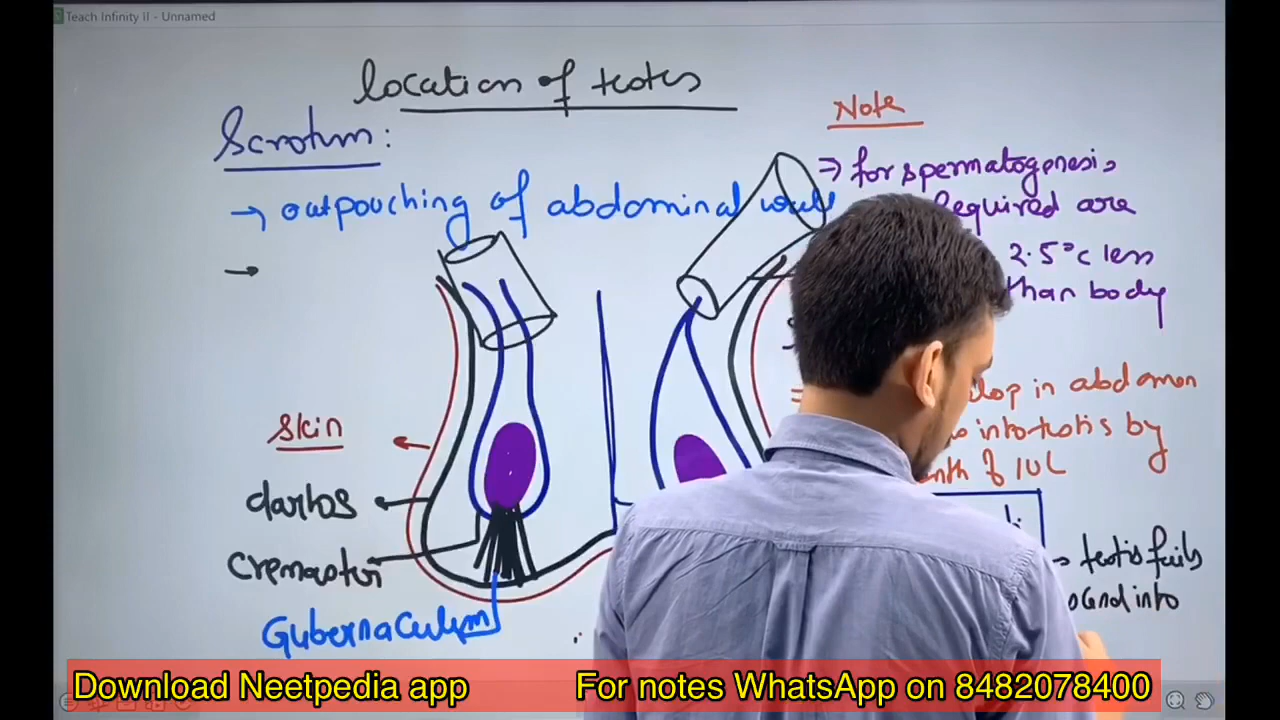 Teach Infinity II - Unnamed
location of testes
Scrotum:
→ outpouching of abdominal wall
→
Skin
dartos
cremaster
Gubernaculum
Note
⇒ for spermatogenesis
Required are
2.5°c less
than body
in abdomen
into testis by
of IUL
→ testis fails
into
Download Neetpedia app
For notes WhatsApp on 8482078400